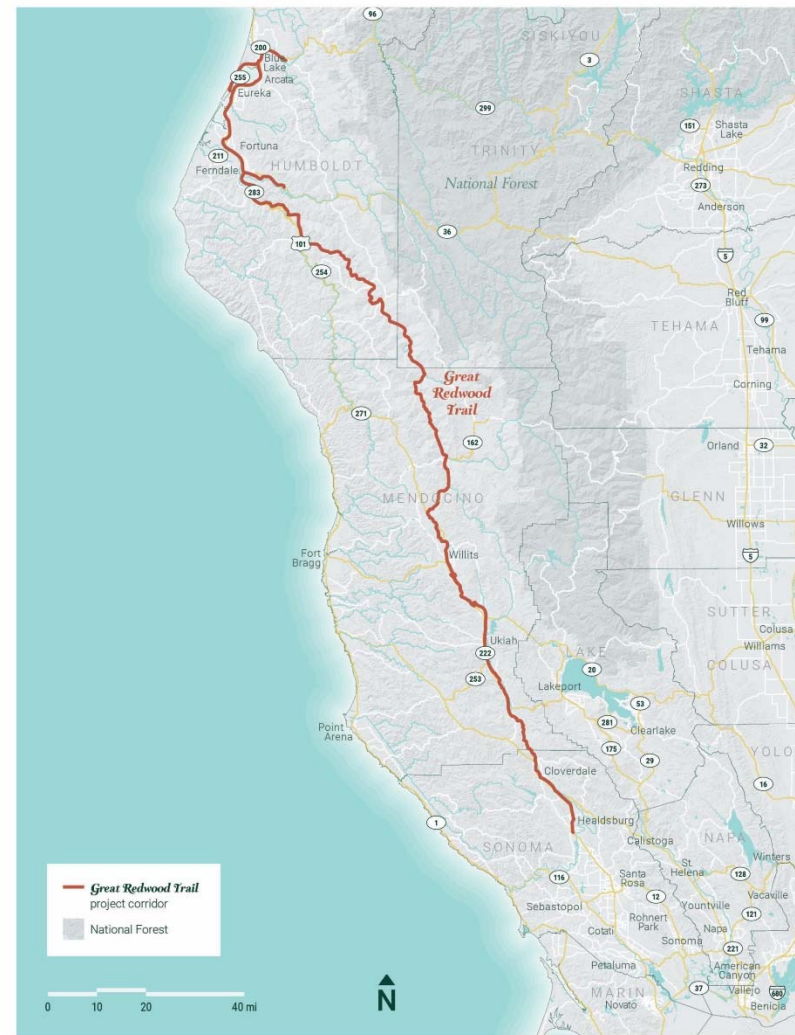 96
SISKIYOU
200
Blue
Lake
3
255
Arcata
Eureka
299
SHASTA
151
Shasta
Lake
TRINITY
Fortuna
211
HUMBOLDT
Redding
Ferndale
National Forest
273
283
Anderson
36
101
5
254
Red
Bluff
99
TEHAMA
Tehama
Great
Redwood
Trail
Corning
271
162
Orland
32
GLENN
MENDOCINO
Willows
Fort
Bragg
Willits
5
SUTTER
Colusa
Ukiah
Williams
222
LAKE
COLUSA
20
253
Lakeport
53
281
Point
Arena
Clearlake
175
YOLO
29
Cloverdale
16
Healdsburg
1
Calistoga
SONOMA
NAPA
St
Helena
Winters
116
Santa
Rosa
128
Vacaville
Sebastopol
12
Yountville
Rohnert
Park
121
Cotati
Napa
Sonoma
221
American
Canyon
Petaluma
37
Vallejo
680
MARIN
Novato
Benicia
Great Redwood Trail
project corridor
National Forest
0 10 20 40 mi
N